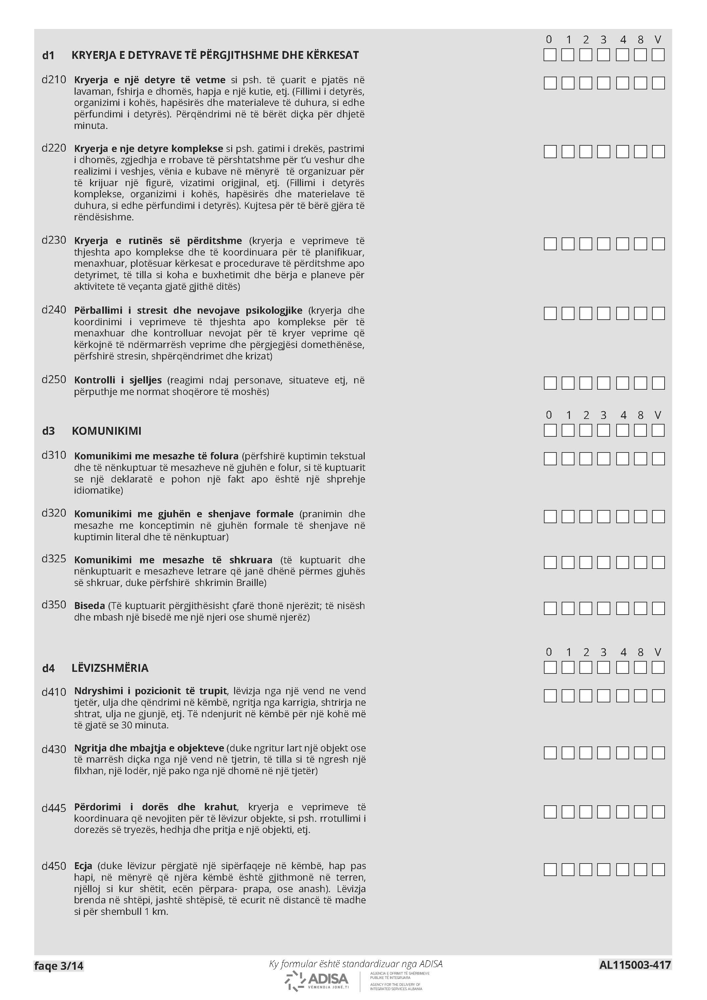 0 1 2 3 4 8 V
d1 KRYERJA E DETYRAVE TË PËRGJITHSHME DHE KËRKESAT
d210 Kryerja e një detyre të vetme si psh. të çuarit e pjatës në
lavaman, fshirja e dhomës, hapja e një kutie, etj. (Fillimi i detyrës,
organizimi i kohës, hapësirës dhe materialeve të duhura, si edhe
përfundimi i detyrës). Përqëndrimi në të bërët diçka për dhjetë
minuta.
d220 Kryerja e nje detyre komplekse si psh. gatimi i drekës, pastrimi
i dhomës, zgjedhja e rrobave të përshtatshme për t’u veshur dhe
realizimi i veshjes, vënia e kubave në mënyrë të organizuar për
të krijuar një figurë, vizatimi origjinal, etj. (Fillimi i detyrës
komplekse, organizimi i kohës, hapësirës dhe materielave të
duhura, si edhe përfundimi i detyrës). Kujtesa për të bërë gjëra të
rëndësishme.
d230 Kryerja e rutinës së përditshme (kryerja e veprimeve të
thjeshta apo komplekse dhe të koordinuara për të planifikuar,
menaxhuar, plotësuar kërkesat e procedurave të përditshme apo
detyrimet, të tilla si koha e buxhetimit dhe bërja e planeve për
aktivitete të veçanta gjatë gjithë ditës)
d240 Përballimi i stresit dhe nevojave psikologjike (kryerja dhe
koordinimi i veprimeve të thjeshta apo komplekse për të
menaxhuar dhe kontrolluar nevojat për të kryer veprime që
kërkojnë të ndërmarrësh veprime dhe përgjegjësi domethënëse,
përfshirë stresin, shpërqëndrimet dhe krizat)
d250 Kontrolli i sjelljes (reagimi ndaj personave, situateve etj, në
përputhje me normat shoqërore të moshës)
0 1 2 3 4 8 V
d3 KOMUNIKIMI
d310 Komunikimi me mesazhe të folura (përfshirë kuptimin tekstual
dhe të nënkuptuar të mesazheve në gjuhën e folur, si të kuptuarit
se një deklaratë e pohon një fakt apo është një shprehje
idiomatike)
d320 Komunikimi me gjuhën e shenjave formale (pranimin dhe
mesazhe me konceptimin në gjuhën formale të shenjave në
kuptimin literal dhe të nënkuptuar)
d325 Komunikimi me mesazhe të shkruara (të kuptuarit dhe
nënkuptuarit e mesazheve letrare që janë dhënë përmes gjuhës
së shkruar, duke përfshirë shkrimin Braille)
d350 Biseda (Të kuptuarit përgjithësisht çfarë thonë njerëzit; të nisësh
dhe mbash një bisedë me një njeri ose shumë njerëz)
0 1 2 3 4 8 V
d4 LËVIZSHMËRIA
d410 Ndryshimi i pozicionit të trupit, lëvizja nga një vend ne vend
tjetër, ulja dhe qëndrimi në këmbë, ngritja nga karrigia, shtrirja ne
shtrat, ulja ne gjunjë, etj. Të ndenjurit në këmbë për një kohë më
të gjatë se 30 minuta.
d430 Ngritja dhe mbajtja e objekteve (duke ngritur lart një objekt ose
të marrësh diçka nga një vend në tjetrin, të tilla si të ngresh një
filxhan, një lodër, një pako nga një dhomë në një tjetër)
d445 Përdorimi i dorës dhe krahut, kryerja e veprimeve të
koordinuara që nevojiten për të lëvizur objekte, si psh. rrotullimi i
dorezës së tryezës, hedhja dhe pritja e një objekti, etj.
d450 Ecja (duke lëvizur përgjatë një sipërfaqeje në këmbë, hap pas
hapi, në mënyrë që njëra këmbë është gjithmonë në terren,
njëlloj si kur shëtit, ecën përpara- prapa, ose anash). Lëvizja
brenda në shtëpi, jashtë shtëpisë, të ecurit në distancë të madhe
si për shembull 1 km.
faqe 3/14
Ky formular është standardizuar nga ADISA
AL115003-417
ADISA
VËMENDJA JONË,TI
AGJENCIA E OFRIMIT TË SHËRBIMEVE
PUBLIKE TË INTEGRUARA
AGENCY FOR THE DELIVERY OF
INTEGRATED SERVICES ALBANIA